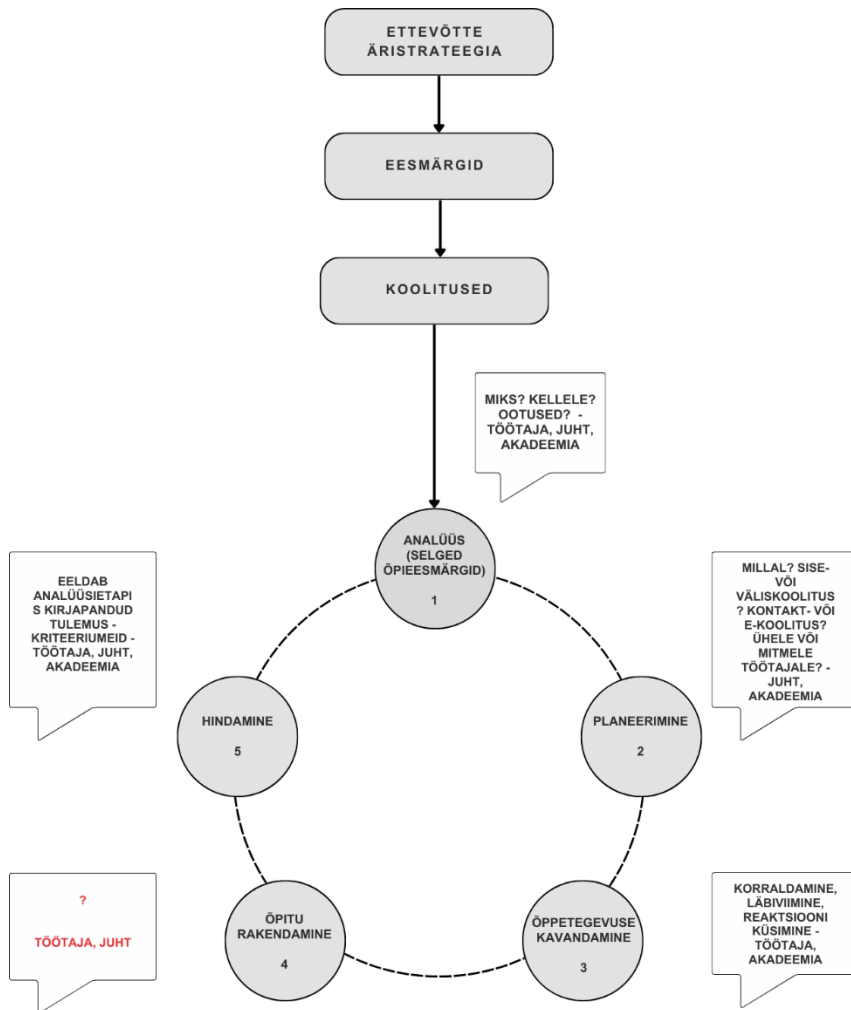 ETTEVÕTTE
ÄRISTRATEEGIA
EESMÄRGID
KOOLITUSED
MIKS? KELLELE?
OOTUSED? -
TÖÖTAJA, JUHT,
AKADEEMIA
ANALÜÜS
(SELGED
ÕPIEESMÄRGID)
1
EELDAB
ANALÜÜSIETAPI
S KIRJAPANDUD
TULEMUS -
KRITEERIUMEID -
TÖÖTAJA, JUHT,
AKADEEMIA
MILLAL? SISE-
VÕI
VÄLISKOOLITUS
? KONTAKT- VÕI
E-KOOLITUS?
ÜHELE VÕI
MITMELE
TÖÖTAJALE? -
JUHT,
AKADEEMIA
HINDAMINE
5
PLANEERIMINE
2
?
TÖÖTAJA, JUHT
ÕPITU
RAKENDAMINE
4
ÕPPETEGEVUSE
KAVANDAMINE
3
KORRALDAMINE,
LÄBIVIIMINE,
REAKTSIOONI
KÜSIMINE -
TÖÖTAJA,
AKADEEMIA